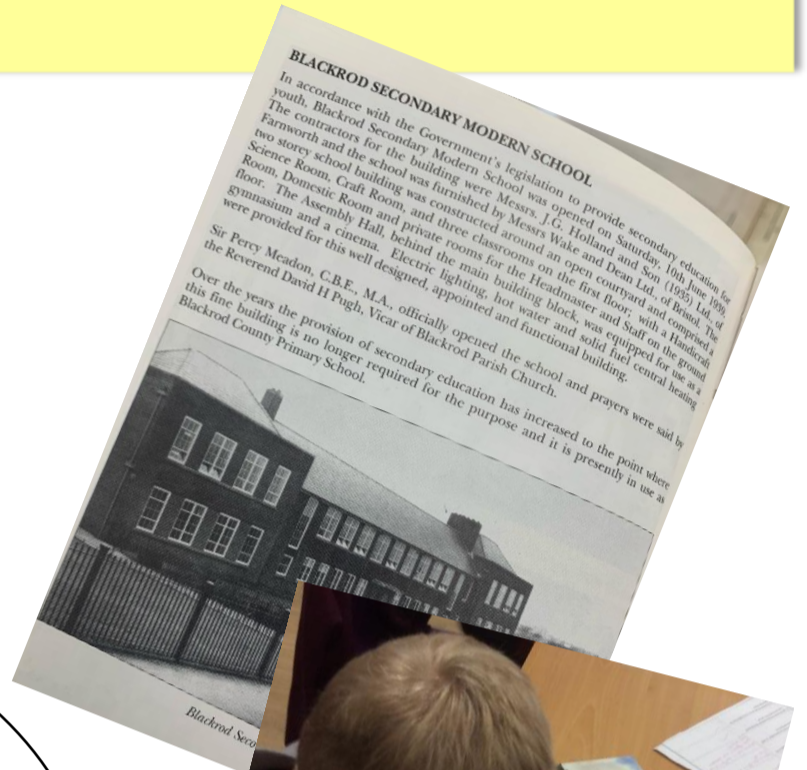 BLACKROD SECONDARY MODERN SCHOOL
In accordance with the Government's legislation to provide secondary education for
youth, Blackrod Secondary Modern School was opened on Saturday, 10th June 1939.
The contractors for the building were Messrs. J.G. Holland and Son (1935) Ltd., of
Farnworth and the school was furnished by Messrs Wake and Dean Ltd., of Bristol. The
two storey school building was constructed around an open courtyard and comprised a
Science Room, Craft Room, and three classrooms on the first floor; with a Handicraft
Room, Domestic Room and private rooms for the Headmaster and Staff on the ground
floor. The Assembly Hall, behind the main building block, was equipped for use as a
gymnasium and a cinema. Electric lighting, hot water and solid fuel central heating
were provided for this well designed, appointed and functional building.
Sir Percy Meadon, C.B.E., M.A., officially opened the school and prayers were said by
the Reverend David H Pugh, Vicar of Blackrod Parish Church.
Over the years the provision of secondary education has increased to the point where
this fine building is no longer required for the purpose and it is presently in use as
Blackrod County Primary School.
Blackrod Seco